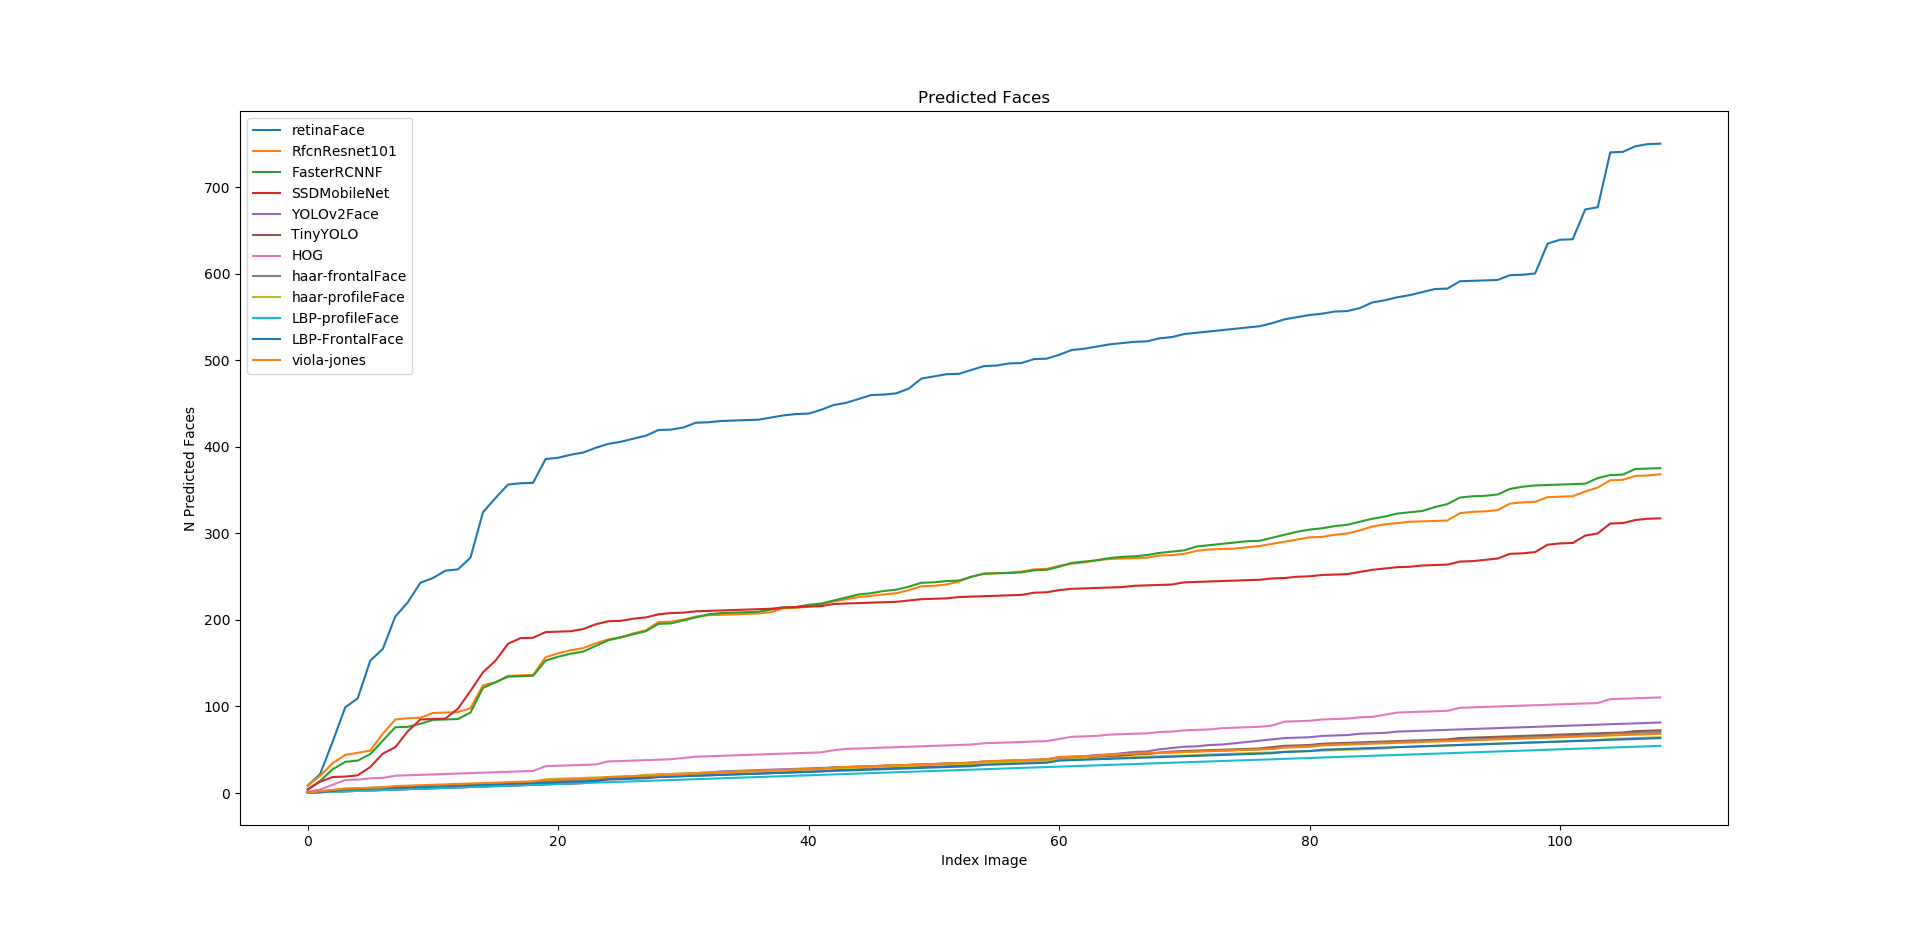 Predicted Faces
retinaFace
RfcnResnet101
FasterRCNNF
SSDMobileNet
YOLOv2Face
TinyYOLO
HOG
haar-frontalFace
haar-profileFace
LBP-profileFace
LBP-FrontalFace
viola-jones
N Predicted Faces
700
600
500
400
300
200
100
0
0 20 40 60 80 100
Index Image